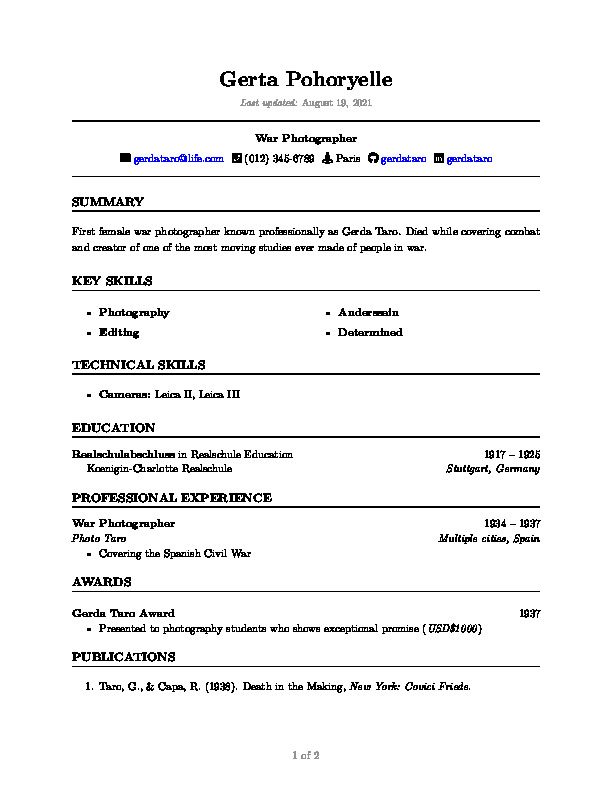 Gerta Pohoryelle
Last updated: August 19, 2021
War Photographer
gerdataro@life.com (012) 345-6789 Paris gerdataro gerdataro
SUMMARY
First female war photographer known professionally as Gerda Taro. Died while covering combat
and creator of one of the most moving studies ever made of people in war.
KEY SKILLS
• Photography • Anderssein
• Editing • Determined
TECHNICAL SKILLS
• Cameras: Leica II, Leica III
EDUCATION
Realschulabschluss in Realschule Education 1917 – 1925
Koenigin-Charlotte Realschule Stuttgart, Germany
PROFESSIONAL EXPERIENCE
War Photographer 1934 – 1937
Photo Taro Multiple cities, Spain
• Covering the Spanish Civil War
AWARDS
Gerda Taro Award 1937
• Presented to photography students who shows exceptional promise (USD$1000)
PUBLICATIONS
1. Taro, G., & Capa, R. (1938). Death in the Making, New York: Covici Friede.
1 of 2